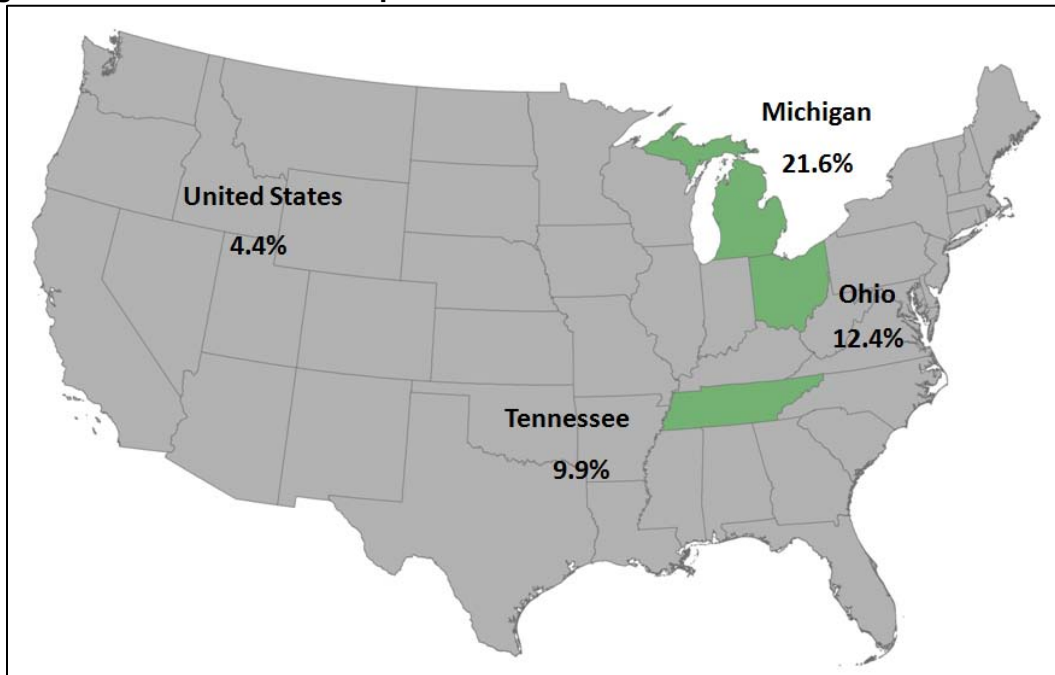 Michigan
21.6%
United States
4.4%
Ohio
12.4%
Tennessee
9.9%